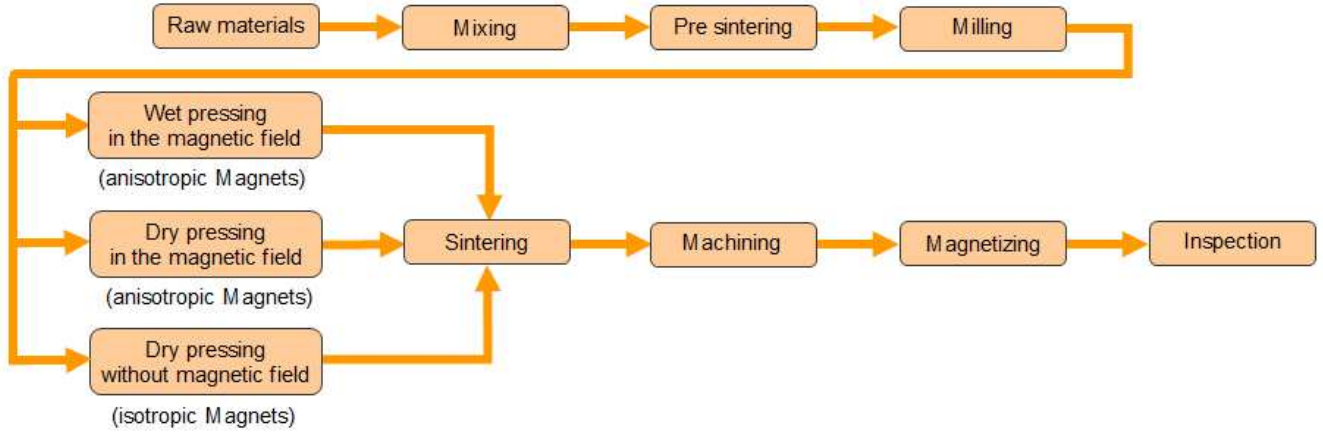 Raw materials
Mixing
Pre sintering
Milling
Wet pressing
in the magnetic field
(anisotropic Magnets)
Dry pressing
in the magnetic field
(anisotropic Magnets)
Dry pressing
without magnetic field
(isotropic Magnets)
Sintering
Machining
Magnetizing
Inspection